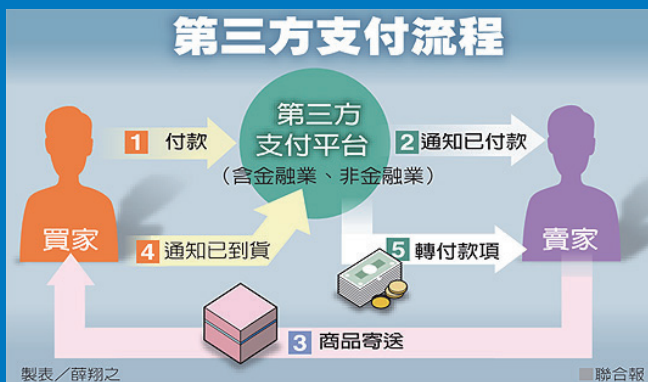 第三方支付流程
1 付款
第三方
支付平台
(含金融業、非金融業)
2 通知已付款
買家
4 通知已到貨
5 轉付款項
賣家
3 商品寄送
製表／薛翔之
■聯合報